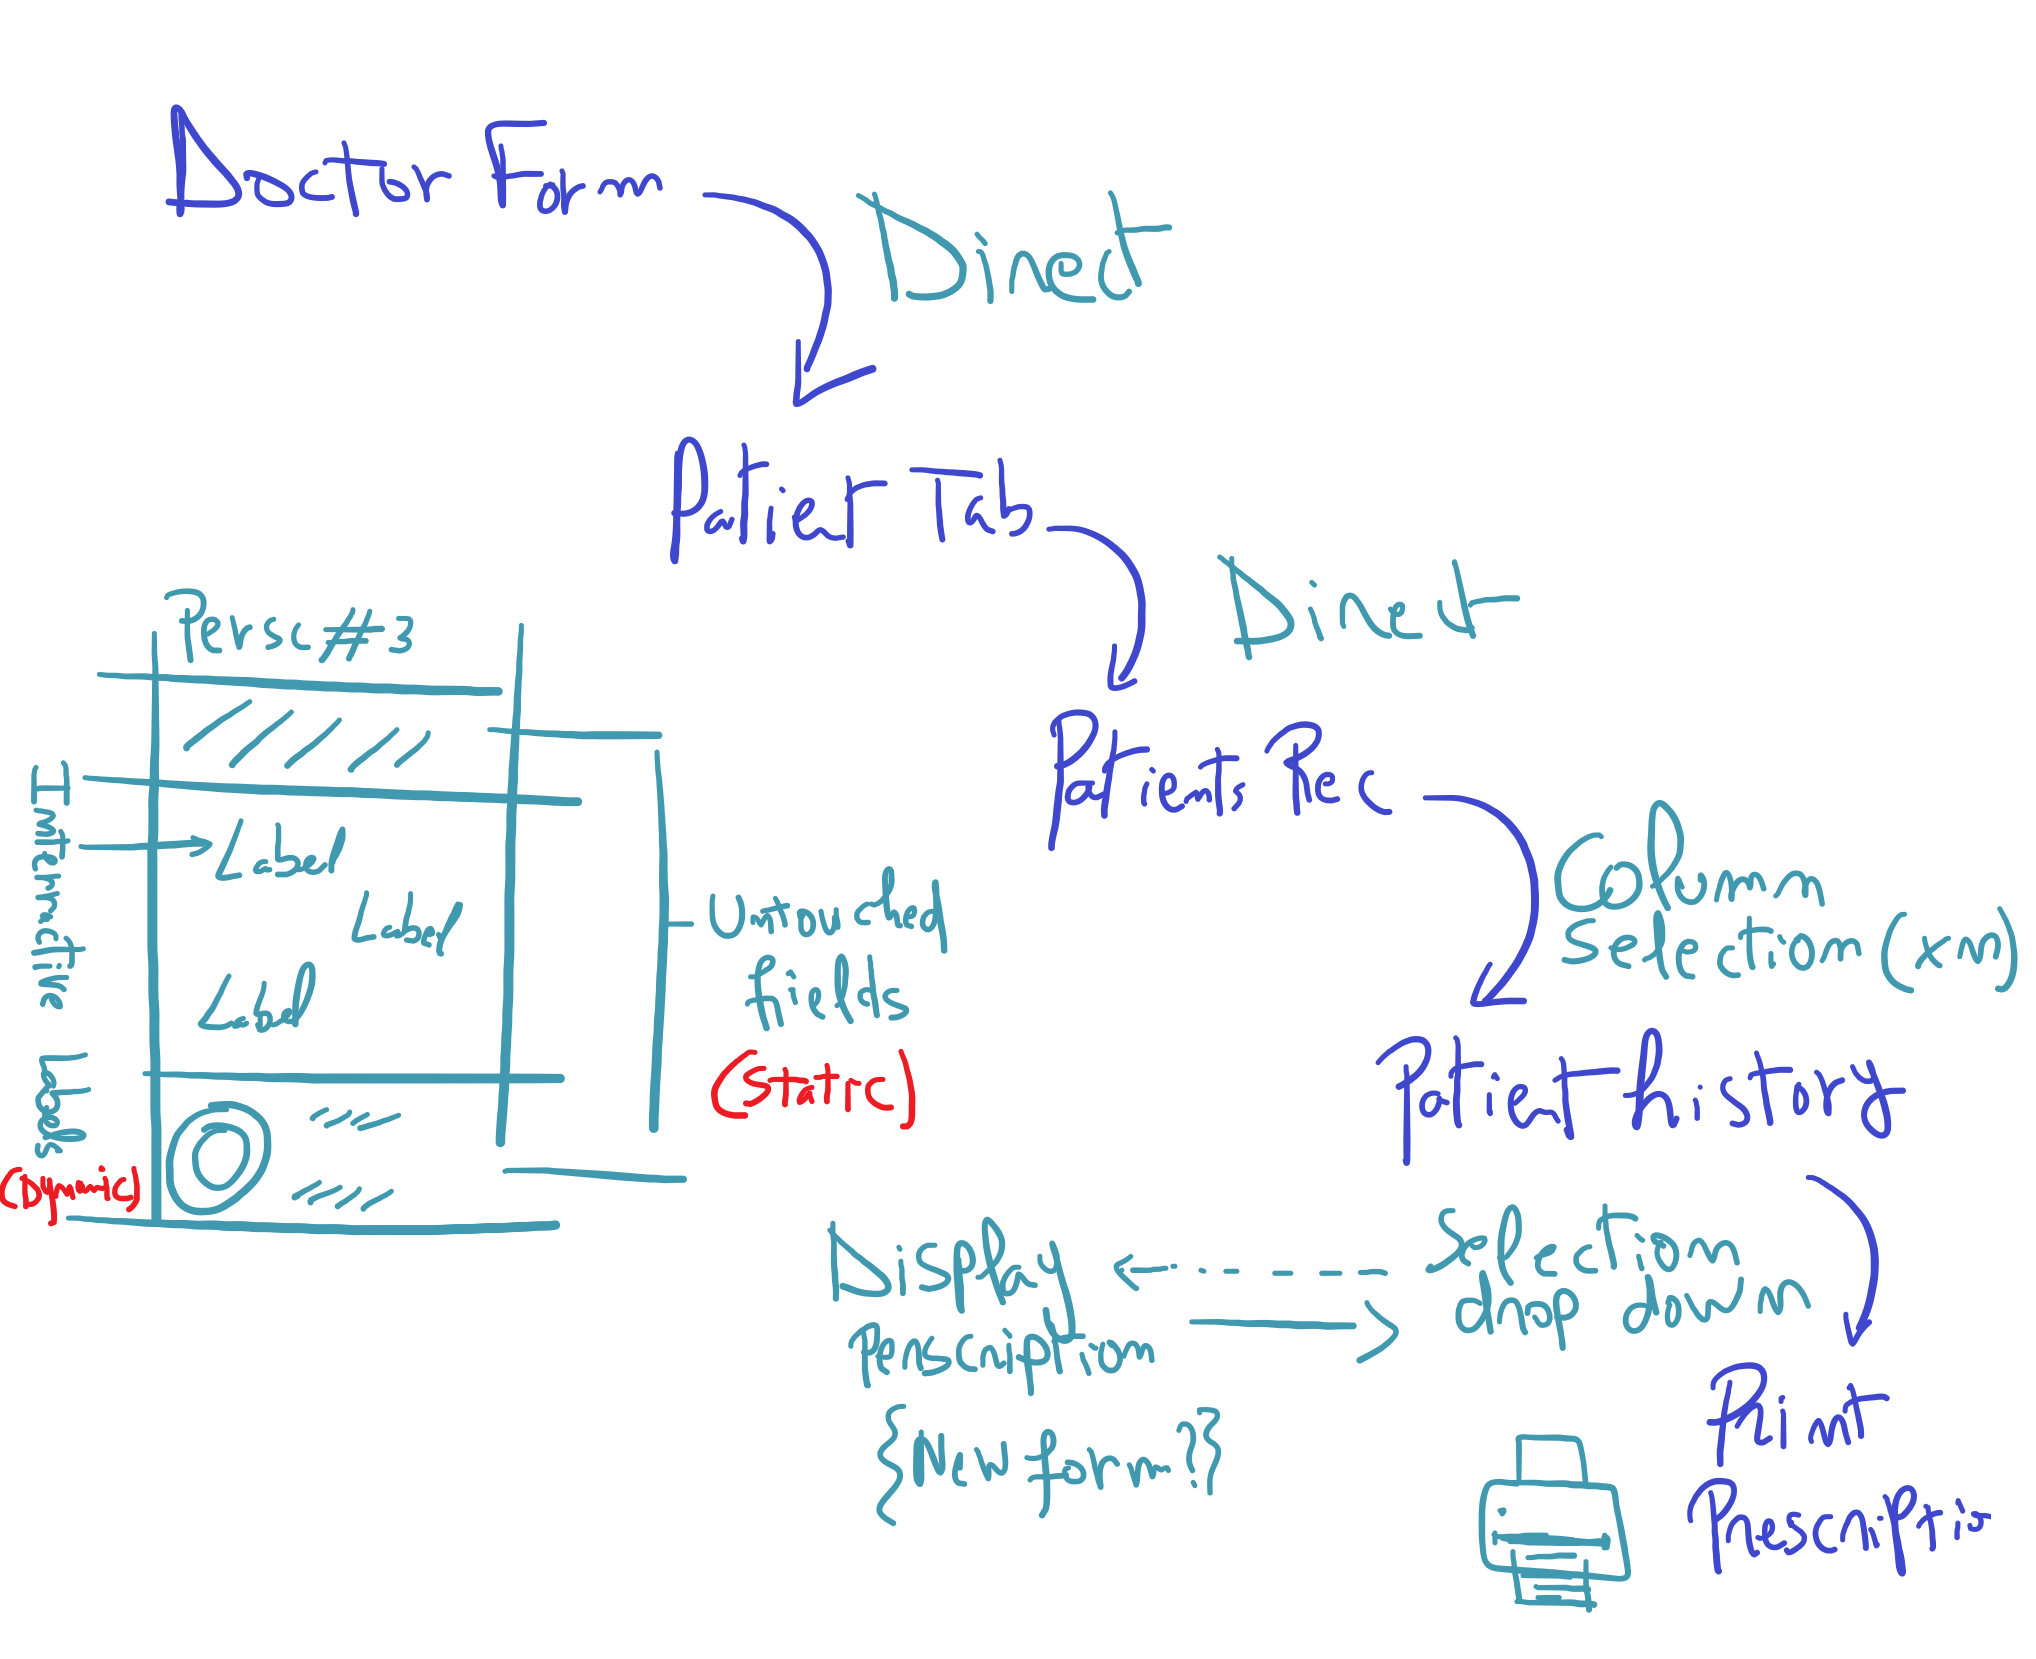 Doctor Form
Direct
Patient Tab
Direct
Patients Rec
Column
Selection (xn)
Patient history
Selection
drop down
Print
Prescriptio
Display
Perscription
{New form?}
Persc#3
Label
Label
Label
Interactive
Labels
(Dynamic)
Untouched
fields
(Static)